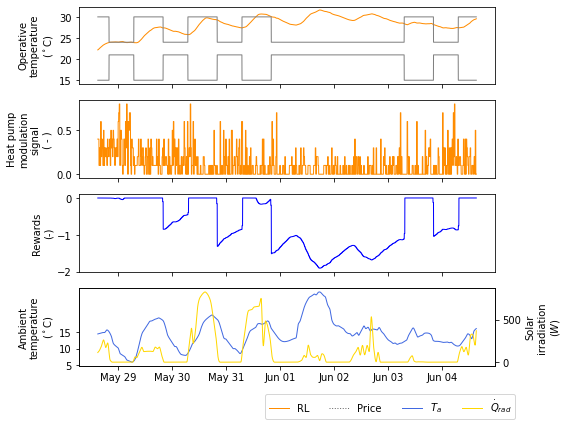 Operative
temperature
(°C)
30
25
20
15
Heat pump
modulation
signal
( - )
0.5
0.0
Rewards
(-)
0
−1
−2
Ambient
temperature
(°C)
15
10
5
500
0
Solar
irradiation
(W)
May 29 May 30 May 31 Jun 01 Jun 02 Jun 03 Jun 04
RL Price T_a Q̇_rad